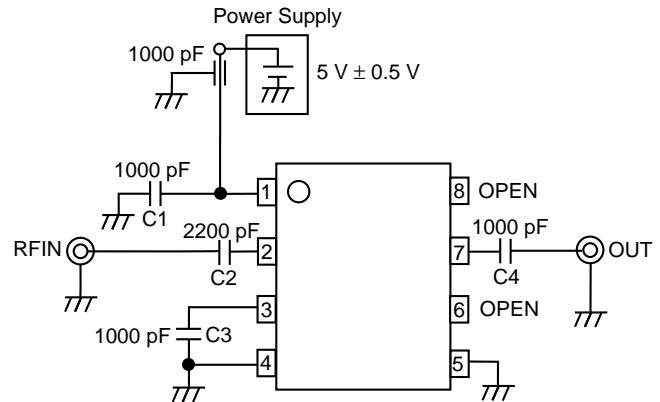 Power Supply
1000 pF
5 V ± 0.5 V
1000 pF
C1
1
8
OPEN
2200 pF
1000 pF
RFIN
C2
2
7
C4
OUT
3
6
OPEN
1000 pF
C3
4
5